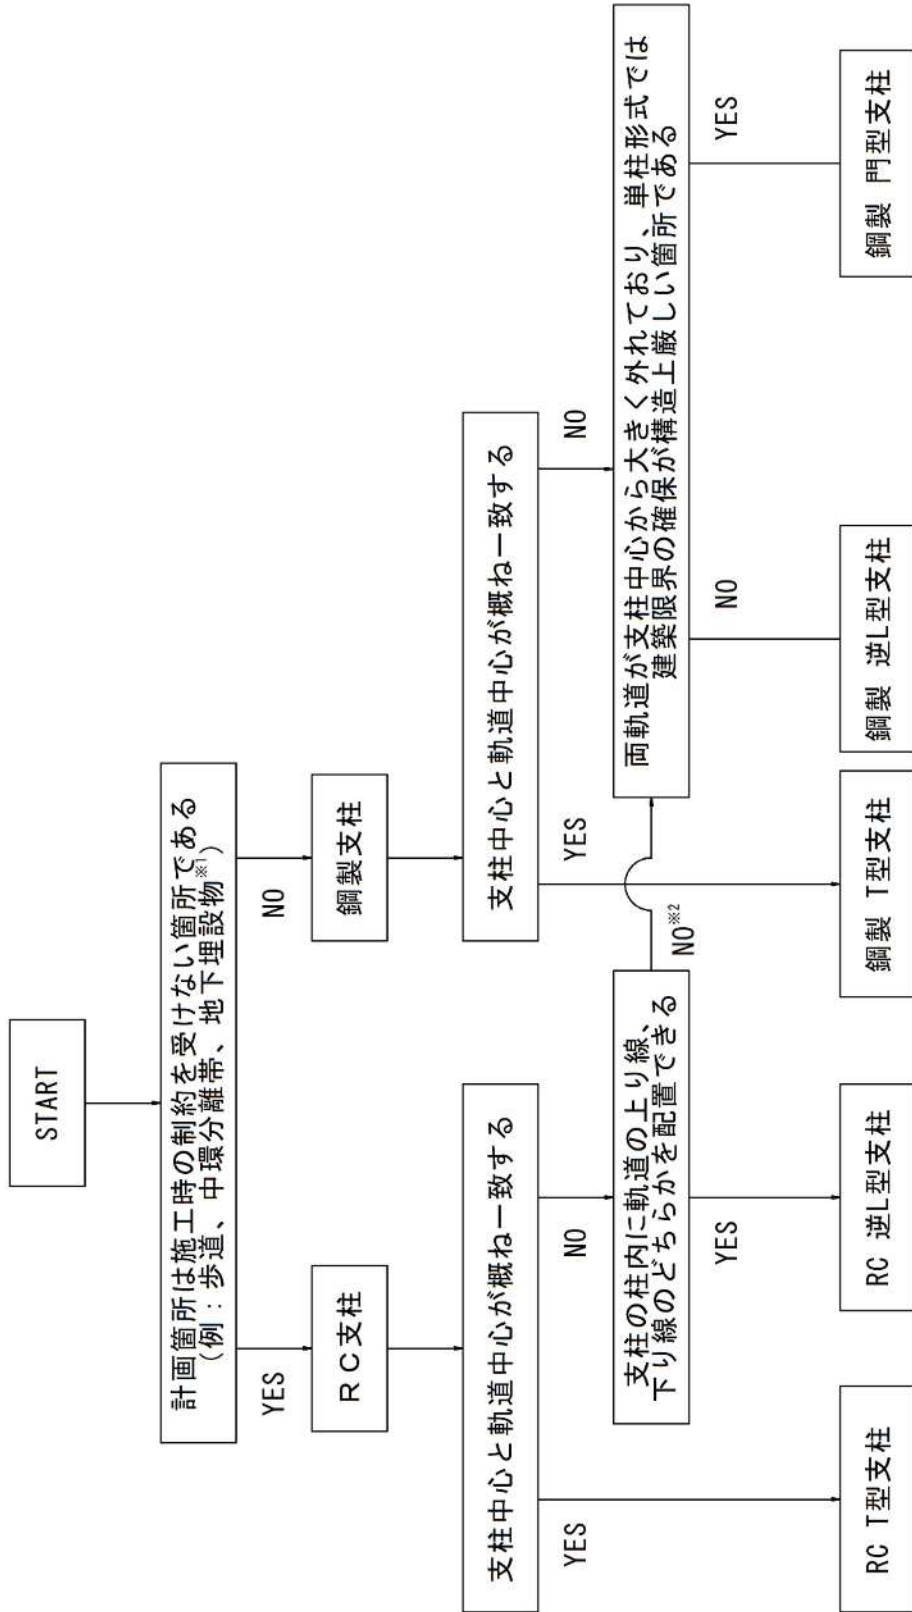 START
計画箇所は施工時の制約を受けない箇所である
(例：歩道、中環分離帯、地下埋設物※1)
YES
NO
RC支柱
鋼製支柱
支柱中心と軌道中心が概ね一致する
支柱中心と軌道中心が概ね一致する
YES
NO
YES
NO
支柱の柱内に軌道の上り線、
下り線のどちらかを配置できる
NO※2
両軌道が支柱中心から大きく外れており、単柱形式では
建築限界の確保が構造上厳しい箇所である
YES
NO
YES
RC T型支柱
RC 逆L型支柱
鋼製 T型支柱
鋼製 逆L型支柱
鋼製 門型支柱